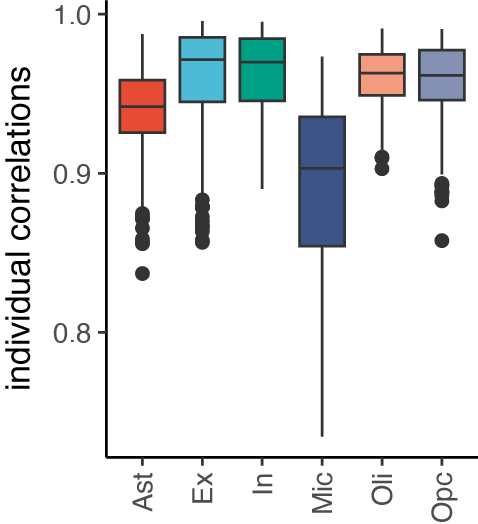 individual correlations
1.0
0.9
0.8
Ast
Ex
In
Mic
Oli
Opc